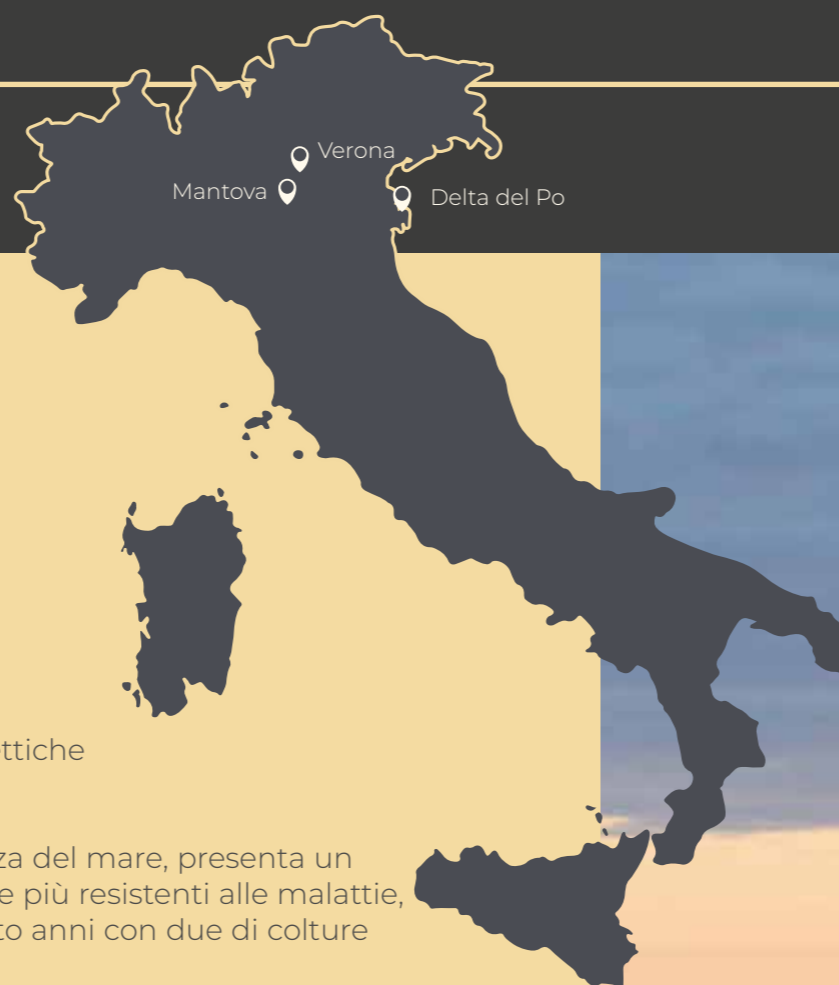 Verona
Mantova
Delta del Po
ttiche
za del mare, presenta un
e più resistenti alle malattie,
to anni con due di colture